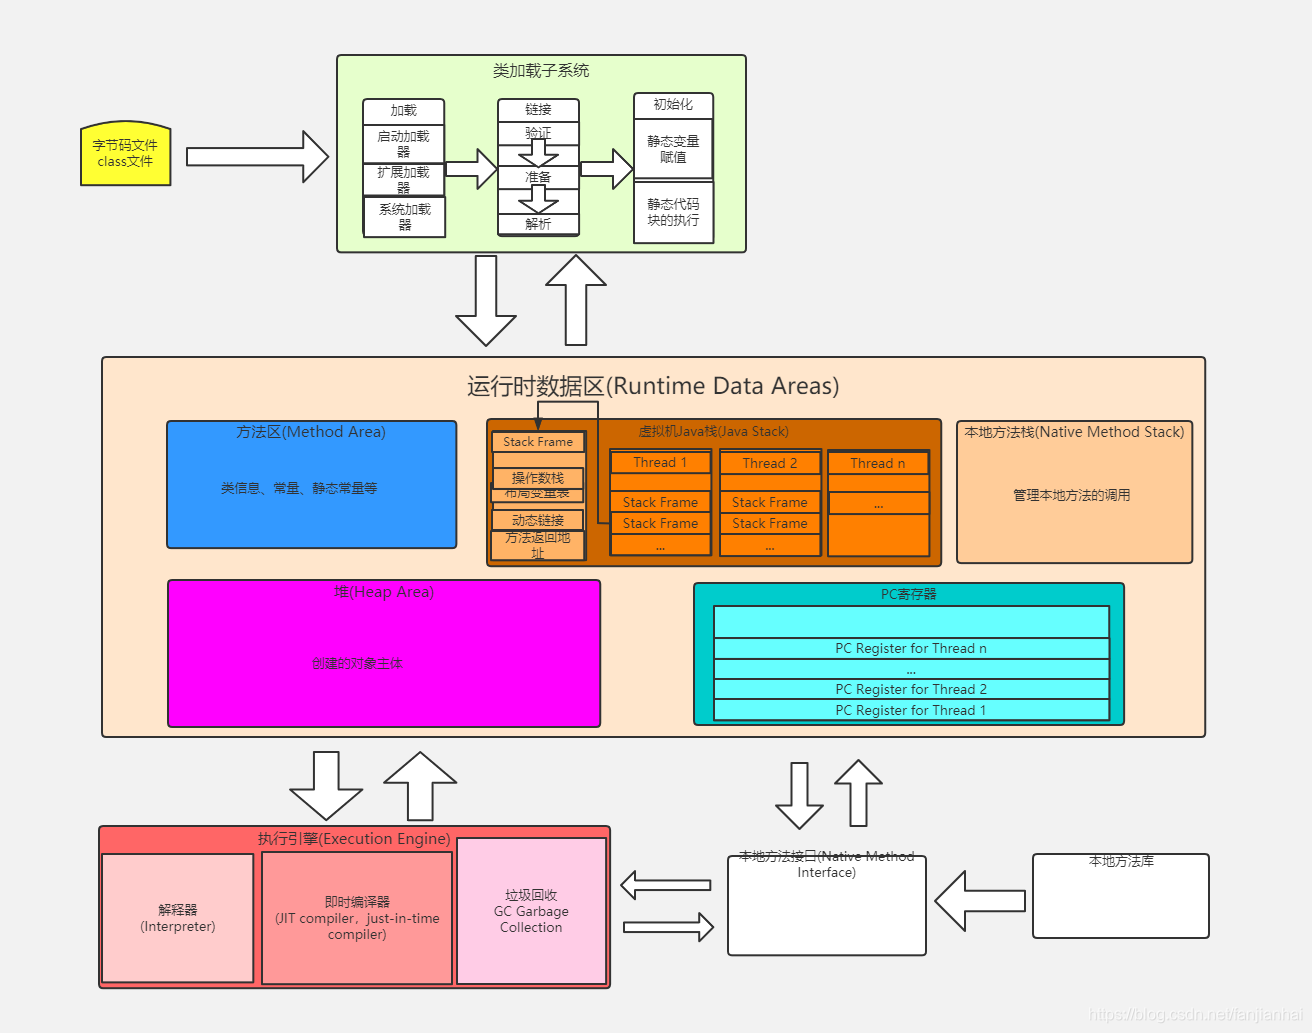 类加载子系统
加载
启动加载
器
扩展加载
器
系统加载
器
链接
验证
准备
解析
初始化
静态变量
赋值
静态代码
块的执行
字节码文件
class文件
运行时数据区(Runtime Data Areas)
方法区(Method Area)
类信息、常量、静态常量等
虚拟机Java栈(Java Stack)
Stack Frame
操作数栈
布局变量表
动态链接
方法返回地
址
Thread 1
Stack Frame
Stack Frame
...
Thread 2
Stack Frame
Stack Frame
...
Thread n
...
本地方法栈(Native Method Stack)
管理本地方法的调用
堆(Heap Area)
创建的对象主体
PC寄存器
PC Register for Thread n
...
PC Register for Thread 2
PC Register for Thread 1
执行引擎(Execution Engine)
解释器
(Interpreter)
即时编译器
(JIT compiler，just-in-time
compiler)
垃圾回收
GC Garbage
Collection
本地方法接口(Native Method
Interface)
本地方法库
https://blog.csdn.net/fanjianhai